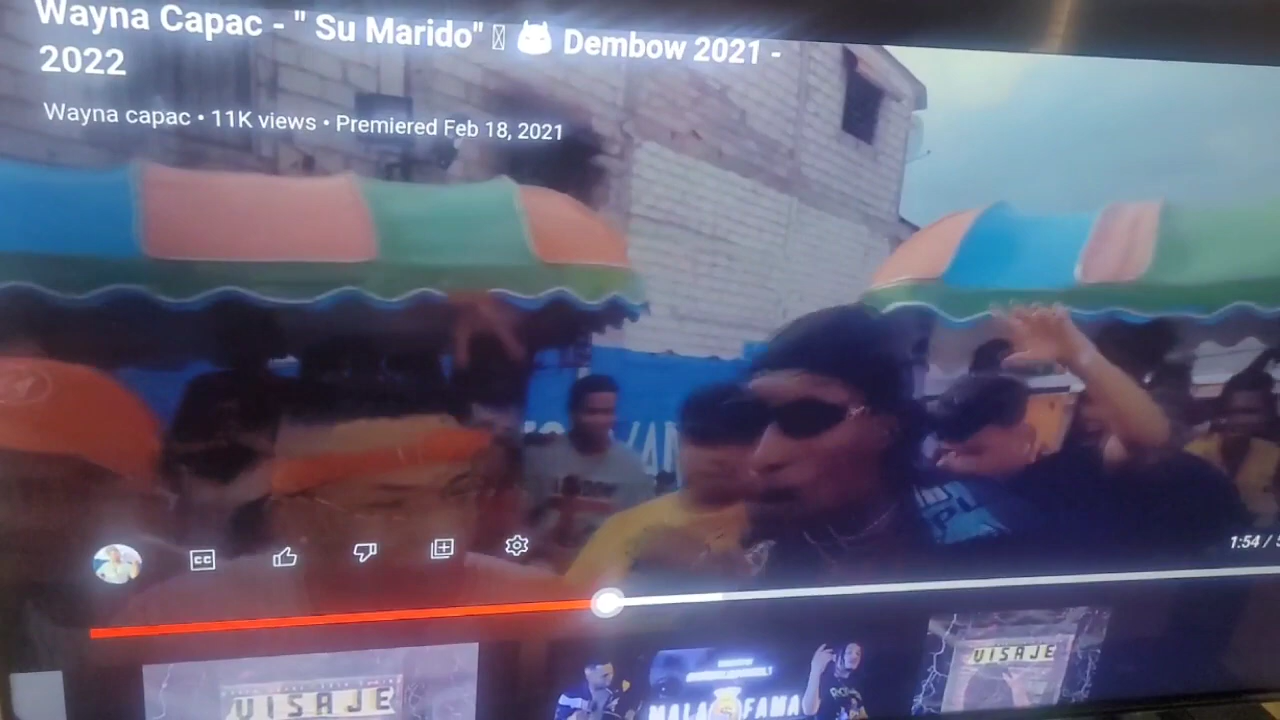 Wayna Capac - " Su Marido" 😈 Dembow 2021 -
2022
Wayna capac • 11K views • Premiered Feb 18, 2021
CC
1:54 /
VISAJE
MALA FAMA
VISAJE